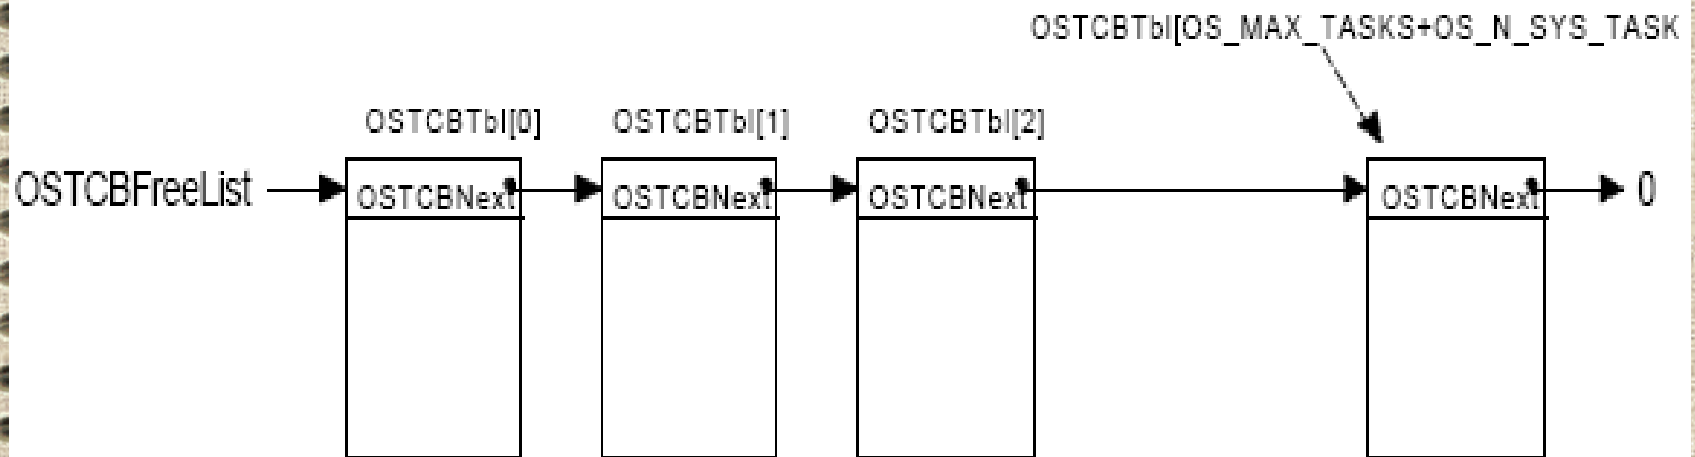 OSTCBTbl[OS_MAX_TASKS+OS_N_SYS_TASK
OSTCBTbl[0] OSTCBTbl[1] OSTCBTbl[2]
OSTCBFreeList OSTCBNext OSTCBNext OSTCBNext OSTCBNext 0